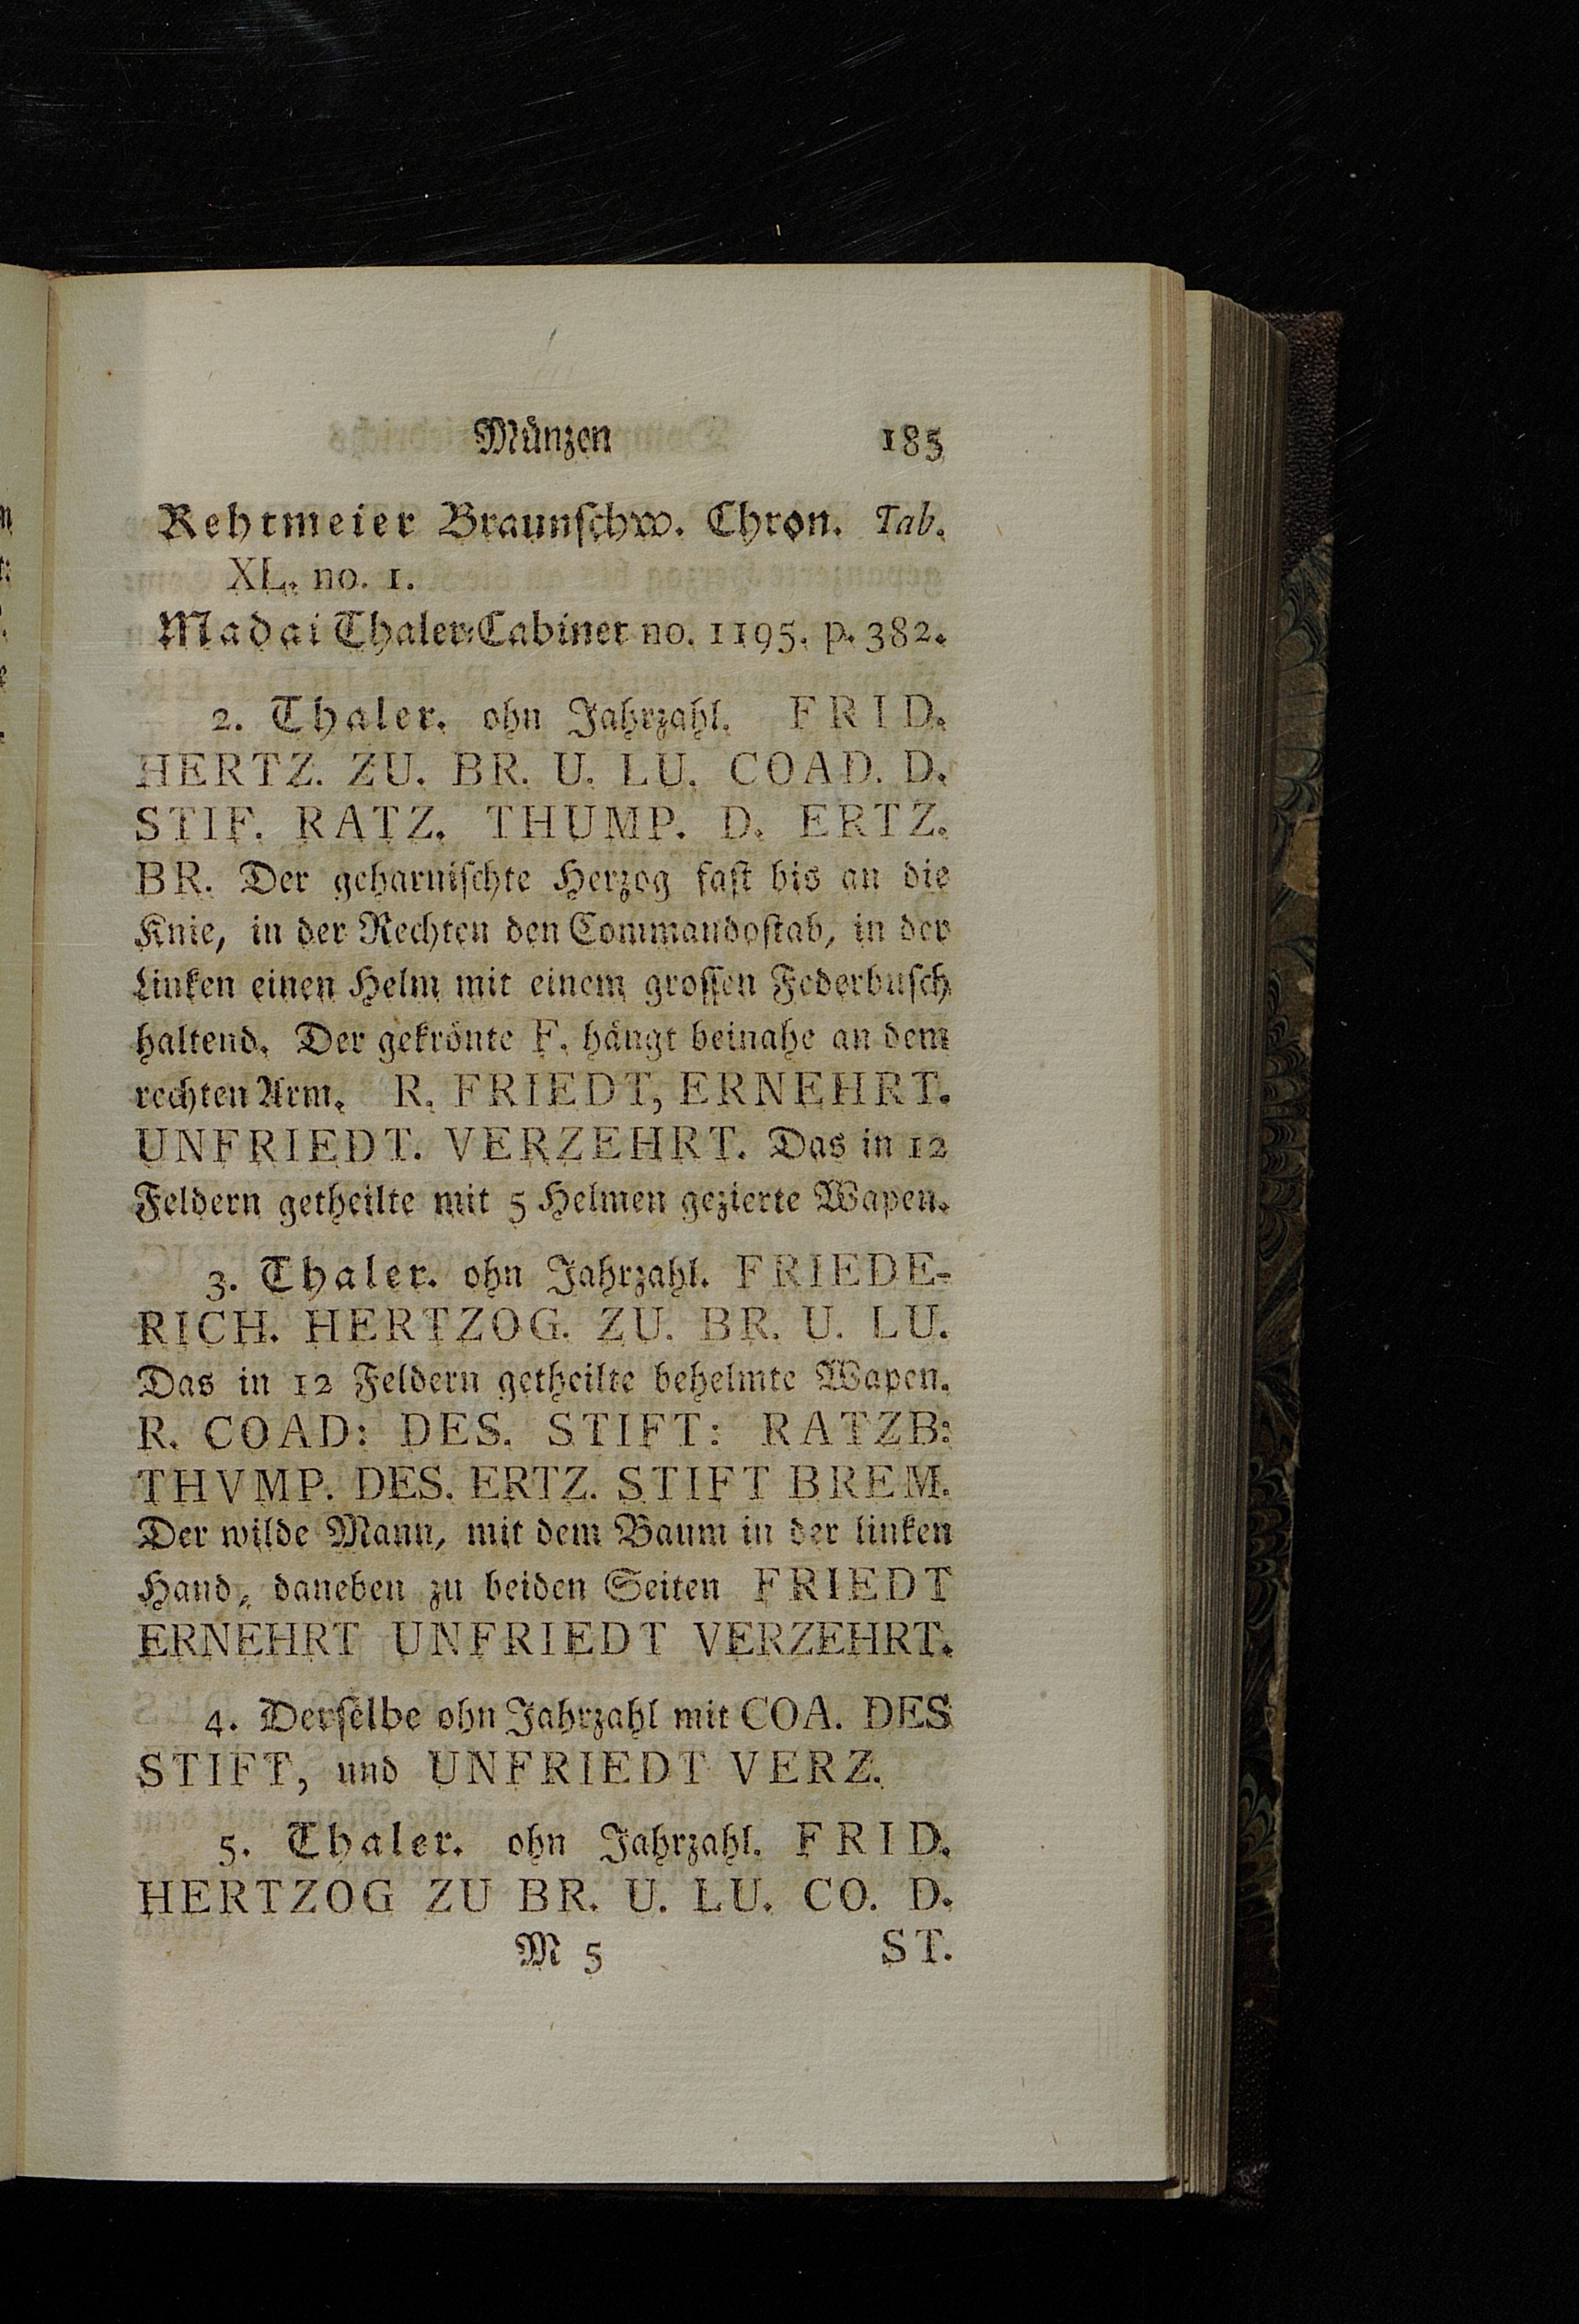 Münzen 185
Rehtmeier Braunschw. Chron. Tab.
XL. no. 1.
Madai Thaler-Cabinet no. 1195. p. 382.
2. Thaler. ohn Jahrzahl. FRID.
HERTZ. ZU. BR. U. LU. COAD. D.
STIF. RATZ. THUMP. D. ERTZ.
BR. Der geharnischte Herzog fast bis an die
Knie, in der Rechten den Commandostab, in der
Linken einen Helm mit einem grossen Federbusch
haltend. Der gekrönte F. hängt beinahe an dem
rechten Arm. R. FRIEDT, ERNEHRT.
UNFRIEDT. VERZEHRT. Das in 12
Feldern getheilte mit 5 Helmen gezierte Wapen.
3. Thaler. ohn Jahrzahl. FRIEDE-
RICH. HERTZOG. ZU. BR. U. LU.
Das in 12 Feldern getheilte behelmte Wapen.
R. COAD: DES. STIFT: RATZB:
THVMP. DES. ERTZ. STIFT BREM.
Der wilde Mann, mit dem Baum in der linken
Hand, daneben zu beiden Seiten FRIEDT
ERNEHRT UNFRIEDT VERZEHRT.
4. Derselbe ohn Jahrzahl mit COA. DES
STIFT, und UNFRIEDT VERZ.
5. Thaler. ohn Jahrzahl. FRID.
HERTZOG ZU BR. U. LU. CO. D.
M 5 ST.